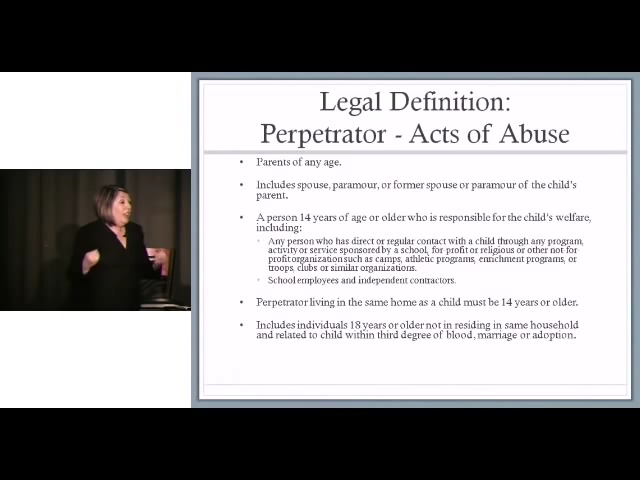 Legal Definition:
Perpetrator - Acts of Abuse
• Parents of any age.
• Includes spouse, paramour, or former spouse or paramour of the child's
parent.
• A person 14 years of age or older who is responsible for the child's welfare,
including:
◦ Any person who has direct or regular contact with a child through any program,
activity or service sponsored by a school, for profit or religious or other not-for
profit organization such as camps, athletic programs, enrichment programs, or
troops, clubs or similar organizations.
◦ School employees and independent contractors.
• Perpetrator living in the same home as a child must be 14 years or older.
• Includes individuals 18 years or older not in residing in same household
and related to child within third degree of blood, marriage or adoption.